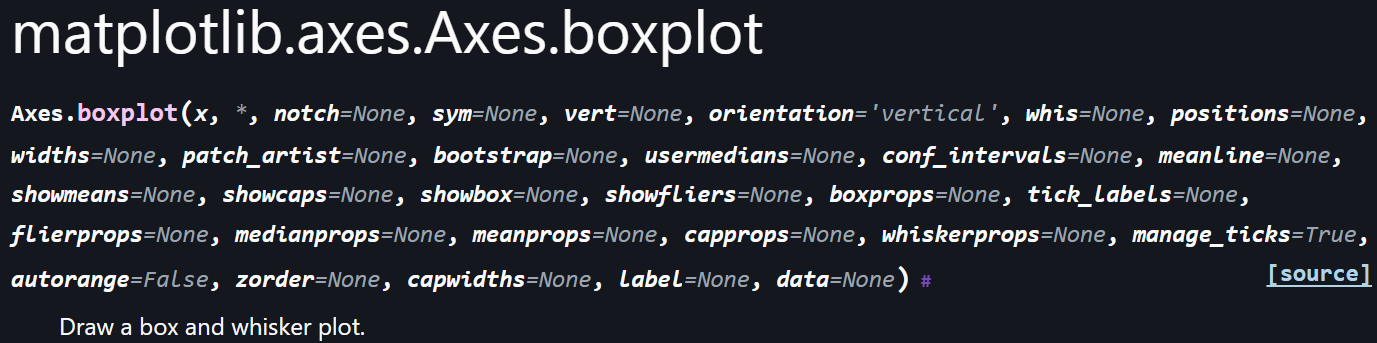 matplotlib.axes.Axes.boxplot
Axes.boxplot(x, *, notch=None, sym=None, vert=None, orientation='vertical', whis=None, positions=None,
widths=None, patch_artist=None, bootstrap=None, usermedians=None, conf_intervals=None, meanline=None,
showmeans=None, showcaps=None, showbox=None, showfliers=None, boxprops=None, tick_labels=None,
flierprops=None, medianprops=None, meanprops=None, capprops=None, whiskerprops=None, manage_ticks=True,
autorange=False, zorder=None, capwidths=None, label=None, data=None) # [source]
Draw a box and whisker plot.